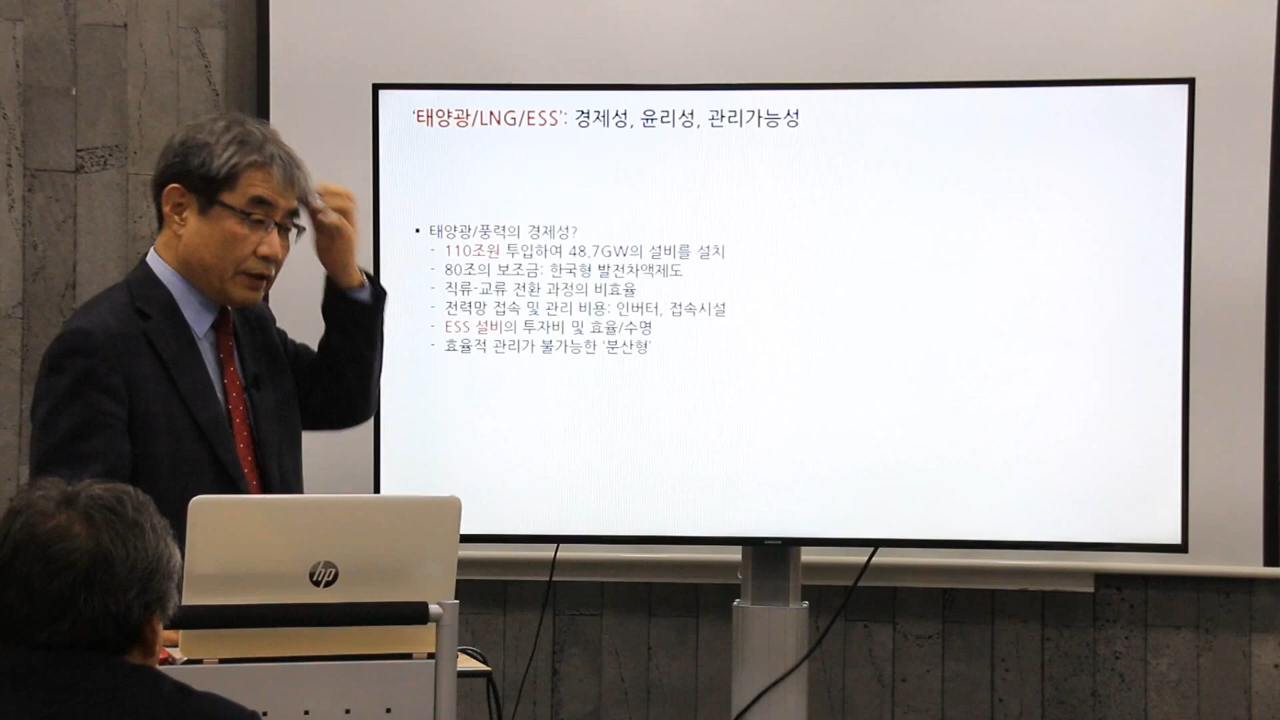 ‘태양광/LNG/ESS’: 경제성, 윤리성, 관리가능성
▪ 태양광/풍력의 경제성?
- 110조원 투입하여 48.7GW의 설비를 설치
- 80조의 보조금: 한국형 발전차액제도
- 직류-교류 전환 과정의 비효율
- 전력망 접속 및 관리 비용: 인버터, 접속시설
- ESS 설비의 투자비 및 효율/수명
- 효율적 관리가 불가능한 ‘분산형’
SAMSUNG
hp